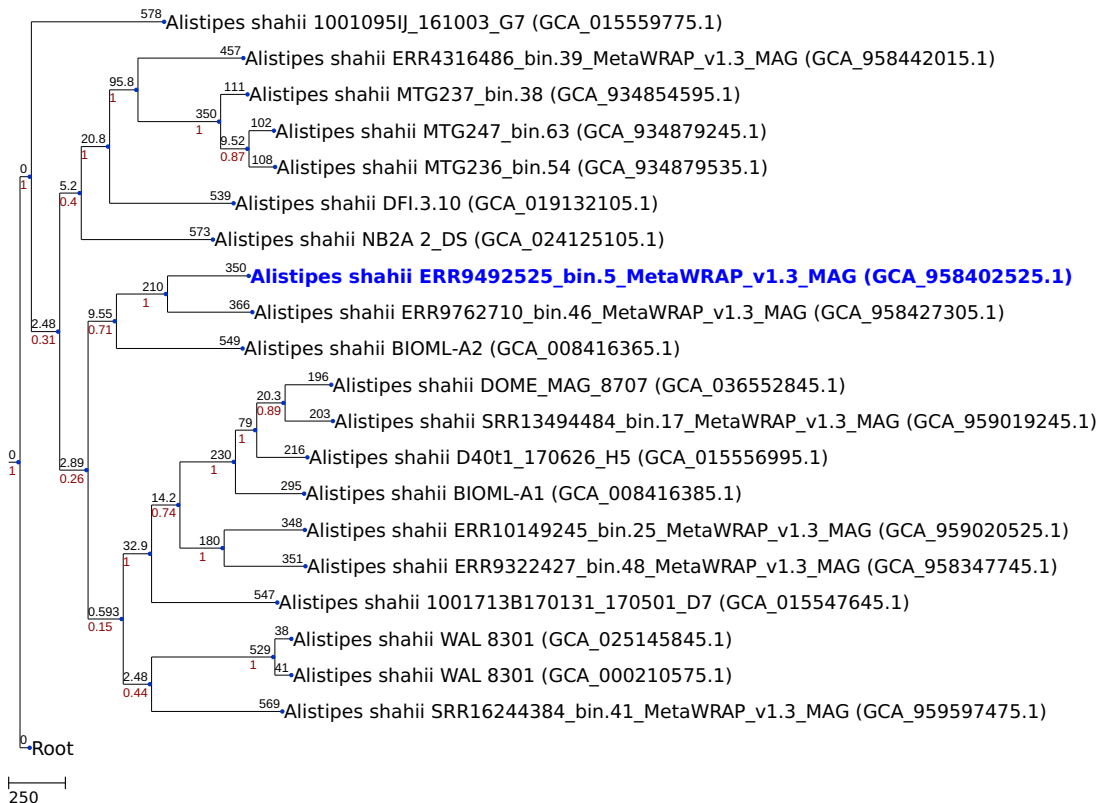 578 Alistipes shahii 1001095IJ_161003_G7 (GCA_015559775.1)
457 Alistipes shahii ERR4316486_bin.39_MetaWRAP_v1.3_MAG (GCA_958442015.1)
95.8
1
111 Alistipes shahii MTG237_bin.38 (GCA_934854595.1)
350
1
102 Alistipes shahii MTG247_bin.63 (GCA_934879245.1)
9.52
0.87
20.8
1
108 Alistipes shahii MTG236_bin.54 (GCA_934879535.1)
0
1
5.2
0.4
539 Alistipes shahii DFI.3.10 (GCA_019132105.1)
573 Alistipes shahii NB2A 2_DS (GCA_024125105.1)
350 Alistipes shahii ERR9492525_bin.5_MetaWRAP_v1.3_MAG (GCA_958402525.1)
210
1
366 Alistipes shahii ERR9762710_bin.46_MetaWRAP_v1.3_MAG (GCA_958427305.1)
9.55
0.71
2.48
0.31
549 Alistipes shahii BIOML-A2 (GCA_008416365.1)
196 Alistipes shahii DOME_MAG_8707 (GCA_036552845.1)
20.3
0.89
203 Alistipes shahii SRR13494484_bin.17_MetaWRAP_v1.3_MAG (GCA_959019245.1)
79
1
216 Alistipes shahii D40t1_170626_H5 (GCA_015556995.1)
230
1
0
1
2.89
0.26
295 Alistipes shahii BIOML-A1 (GCA_008416385.1)
14.2
0.74
348 Alistipes shahii ERR10149245_bin.25_MetaWRAP_v1.3_MAG (GCA_959020525.1)
180
1
32.9
1
351 Alistipes shahii ERR9322427_bin.48_MetaWRAP_v1.3_MAG (GCA_958347745.1)
547 Alistipes shahii 1001713B170131_170501_D7 (GCA_015547645.1)
0.593
0.15
38 Alistipes shahii WAL 8301 (GCA_025145845.1)
529
1
41 Alistipes shahii WAL 8301 (GCA_000210575.1)
2.48
0.44
569 Alistipes shahii SRR16244384_bin.41_MetaWRAP_v1.3_MAG (GCA_959597475.1)
0 Root
250